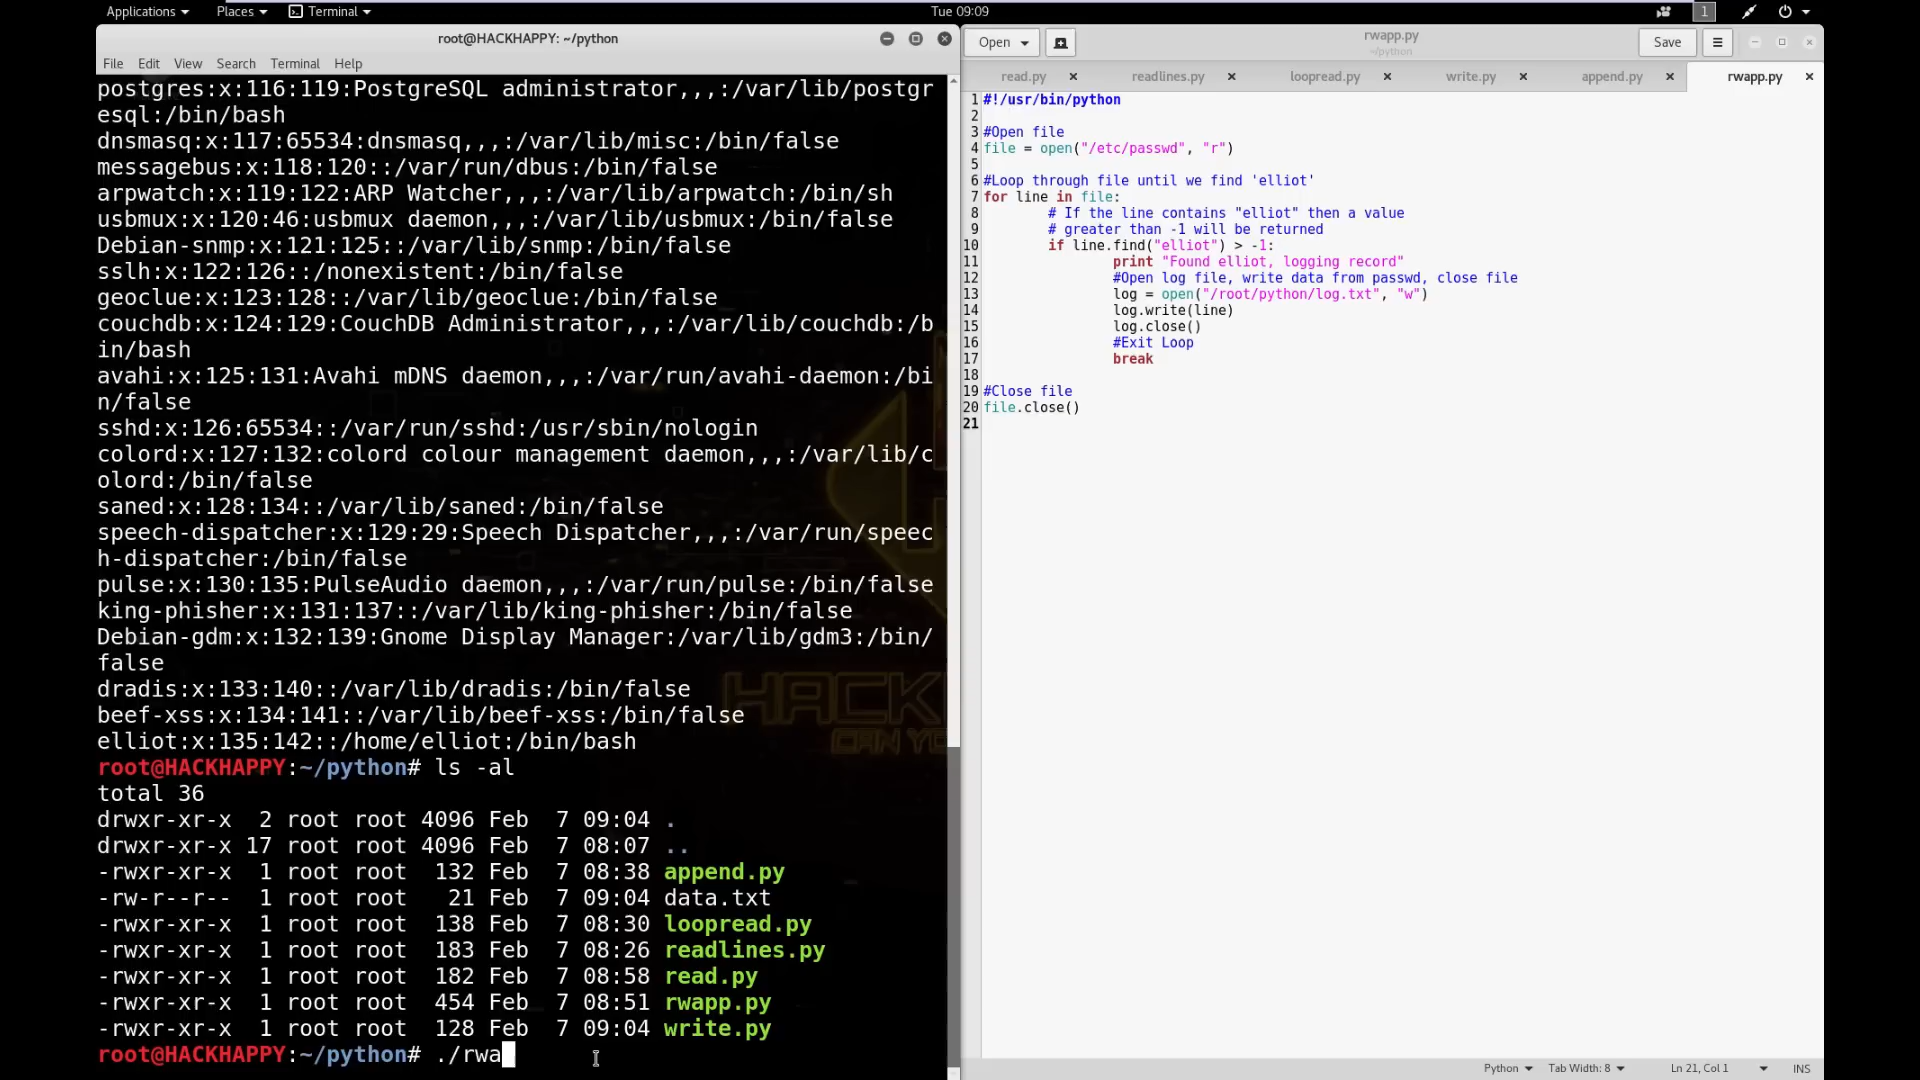 Applications Places Terminal Tue 09:09 1
root@HACKHAPPY: ~/python
File Edit View Search Terminal Help
postgres:x:116:119:PostgreSQL administrator,,,:/var/lib/postgr
esql:/bin/bash
dnsmasq:x:117:65534:dnsmasq,,,:/var/lib/misc:/bin/false
messagebus:x:118:120::/var/run/dbus:/bin/false
arpwatch:x:119:122:ARP Watcher,,,:/var/lib/arpwatch:/bin/sh
usbmux:x:120:46:usbmux daemon,,,:/var/lib/usbmux:/bin/false
Debian-snmp:x:121:125::/var/lib/snmp:/bin/false
sslh:x:122:126::/nonexistent:/bin/false
geoclue:x:123:128::/var/lib/geoclue:/bin/false
couchdb:x:124:129:CouchDB Administrator,,,:/var/lib/couchdb:/b
in/bash
avahi:x:125:131:Avahi mDNS daemon,,,:/var/run/avahi-daemon:/bi
n/false
sshd:x:126:65534::/var/run/sshd:/usr/sbin/nologin
colord:x:127:132:colord colour management daemon,,,:/var/lib/c
olord:/bin/false
saned:x:128:134::/var/lib/saned:/bin/false
speech-dispatcher:x:129:29:Speech Dispatcher,,,:/var/run/speec
h-dispatcher:/bin/false
pulse:x:130:135:PulseAudio daemon,,,:/var/run/pulse:/bin/false
king-phisher:x:131:137::/var/lib/king-phisher:/bin/false
Debian-gdm:x:132:139:Gnome Display Manager:/var/lib/gdm3:/bin/
false
dradis:x:133:140::/var/lib/dradis:/bin/false
beef-xss:x:134:141::/var/lib/beef-xss:/bin/false
elliot:x:135:142::/home/elliot:/bin/bash
root@HACKHAPPY:~/python# ls -al
total 36
drwxr-xr-x 2 root root 4096 Feb 7 09:04 .
drwxr-xr-x 17 root root 4096 Feb 7 08:07 ..
-rwxr-xr-x 1 root root 132 Feb 7 08:38 append.py
-rw-r--r-- 1 root root 21 Feb 7 09:04 data.txt
-rwxr-xr-x 1 root root 138 Feb 7 08:30 loopread.py
-rwxr-xr-x 1 root root 183 Feb 7 08:26 readlines.py
-rwxr-xr-x 1 root root 182 Feb 7 08:58 read.py
-rwxr-xr-x 1 root root 454 Feb 7 08:51 rwapp.py
-rwxr-xr-x 1 root root 128 Feb 7 09:04 write.py
root@HACKHAPPY:~/python# ./rwa
Open rwapp.py Save
~/python
read.py readlines.py loopread.py write.py append.py rwapp.py
1 #!/usr/bin/python
2
3 #Open file
4 file = open("/etc/passwd", "r")
5
6 #Loop through file until we find 'elliot'
7 for line in file:
8 # If the line contains "elliot" then a value
9 # greater than -1 will be returned
10 if line.find("elliot") > -1:
11 print "Found elliot, logging record"
12 #Open log file, write data from passwd, close file
13 log = open("/root/python/log.txt", "w")
14 log.write(line)
15 log.close()
16 #Exit Loop
17 break
18
19 #Close file
20 file.close()
21
Python Tab Width: 8 Ln 21, Col 1 INS